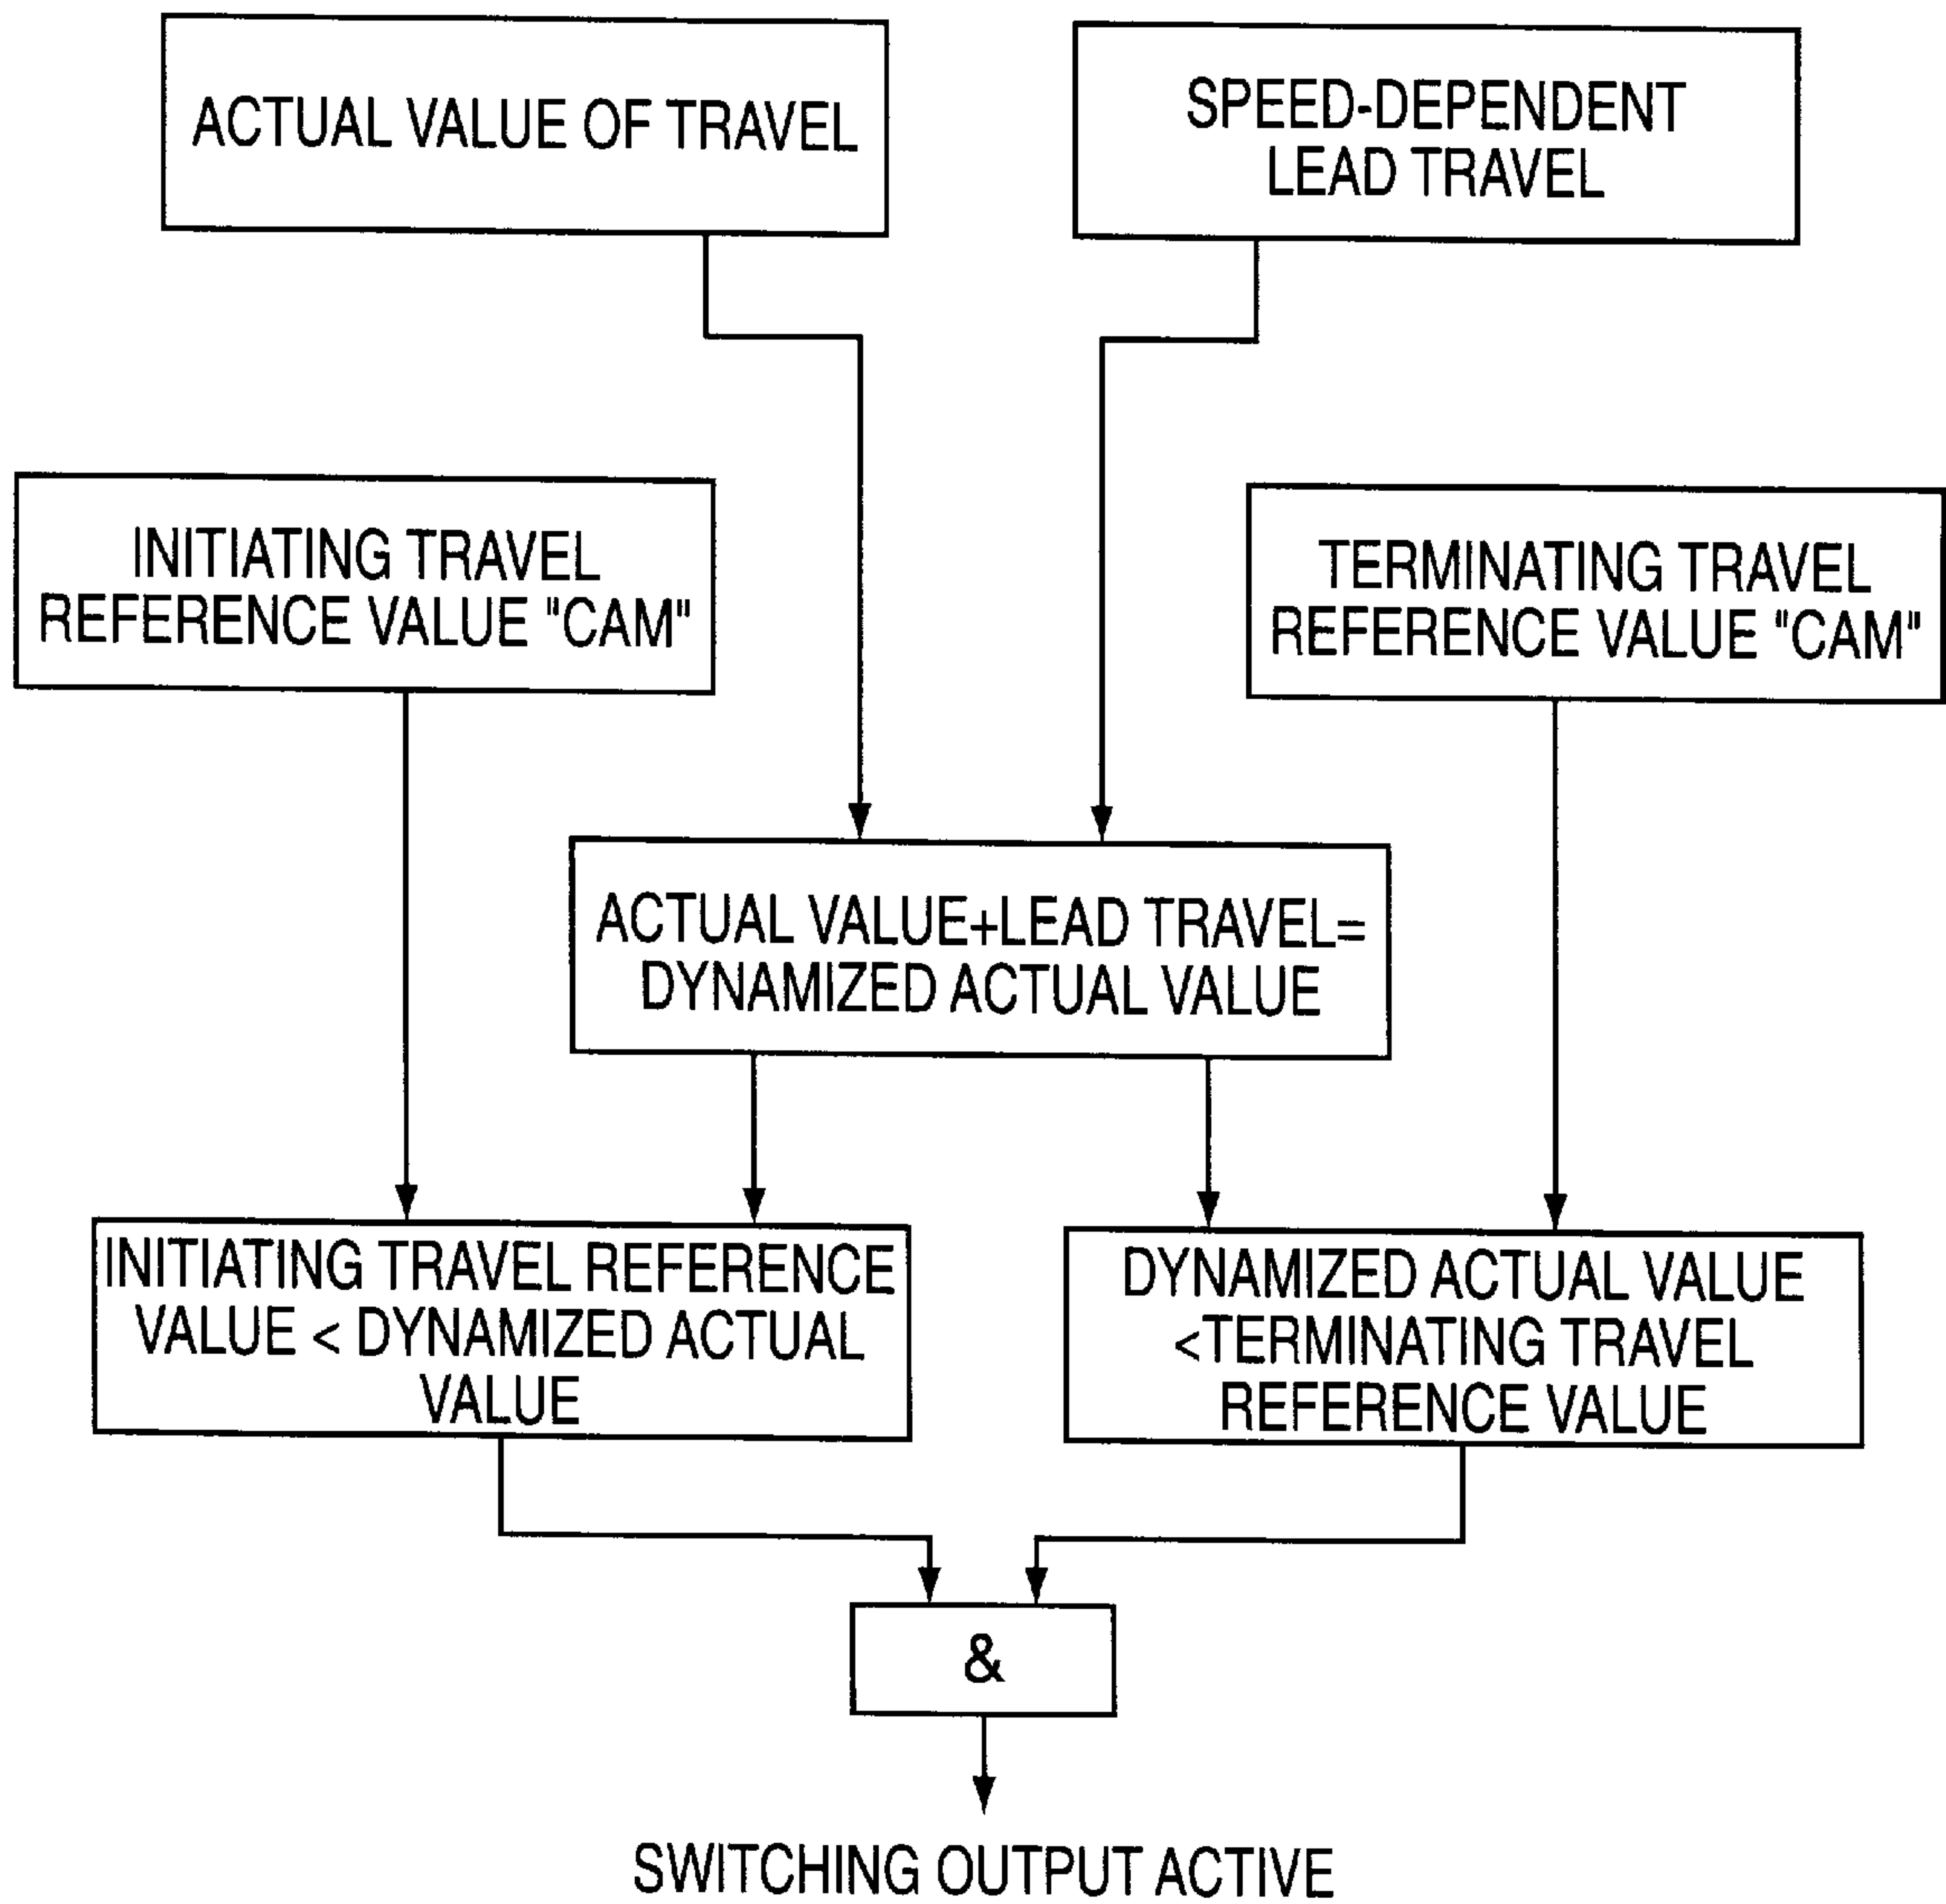 ACTUAL VALUE OF TRAVEL
SPEED-DEPENDENT
LEAD TRAVEL
INITIATING TRAVEL
REFERENCE VALUE "CAM"
TERMINATING TRAVEL
REFERENCE VALUE "CAM"
ACTUAL VALUE+LEAD TRAVEL=
DYNAMIZED ACTUAL VALUE
INITIATING TRAVEL REFERENCE
VALUE < DYNAMIZED ACTUAL
VALUE
DYNAMIZED ACTUAL VALUE
<TERMINATING TRAVEL
REFERENCE VALUE
&
SWITCHING OUTPUT ACTIVE